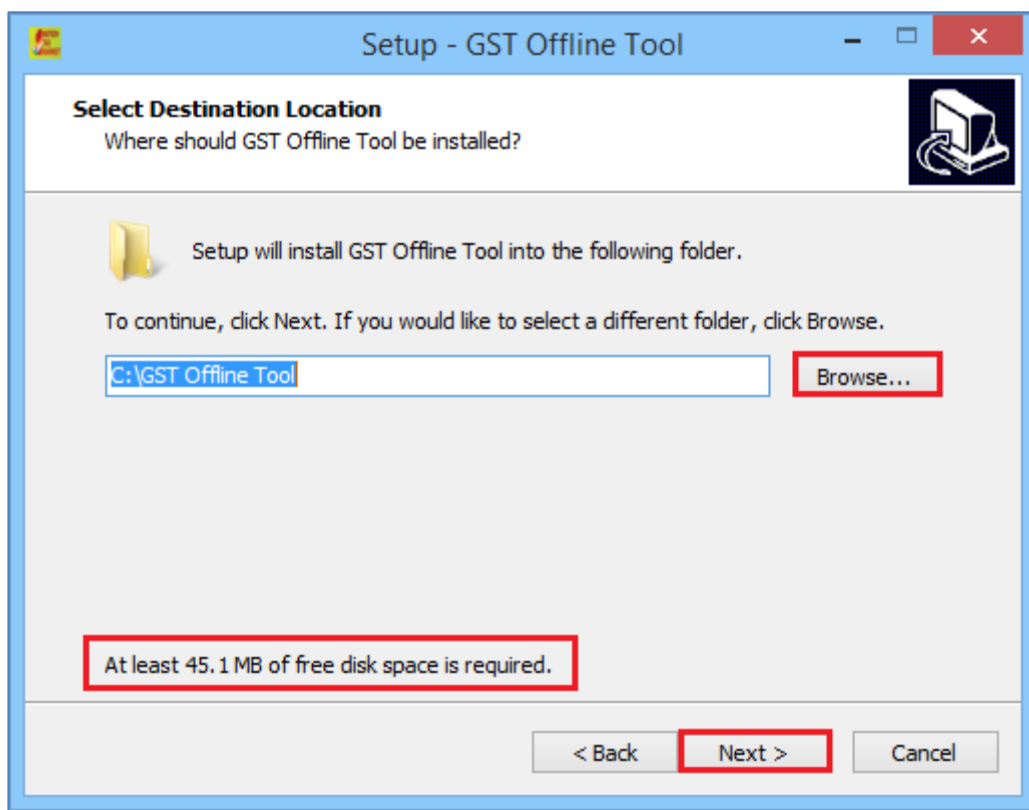 Setup - GST Offline Tool
Select Destination Location
Where should GST Offline Tool be installed?
Setup will install GST Offline Tool into the following folder.
To continue, click Next. If you would like to select a different folder, click Browse.
C:\GST Offline Tool
Browse...
At least 45.1 MB of free disk space is required.
< Back Next > Cancel